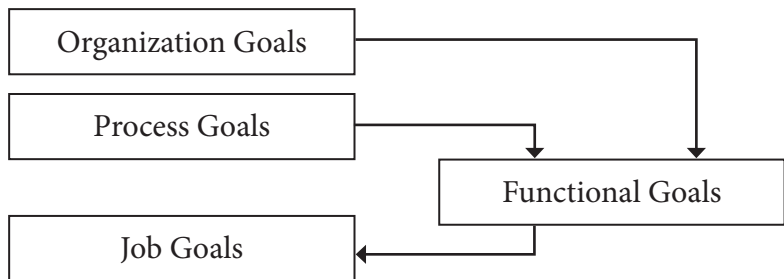 Organization Goals
Process Goals
Functional Goals
Job Goals